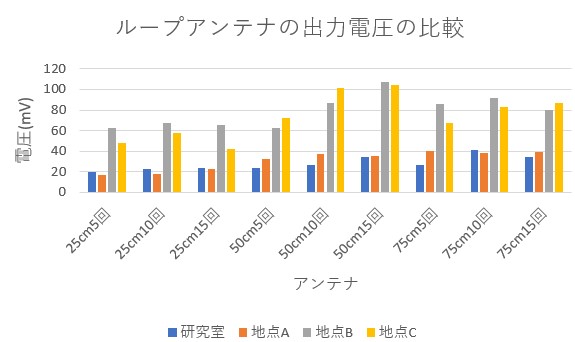 ループアンテナの出力電圧の比較
電圧(mV)
120
100
80
60
40
20
0
25cm5回
25cm10回
25cm15回
50cm5回
50cm10回
50cm15回
75cm5回
75cm10回
75cm15回
アンテナ
研究室 地点A 地点B 地点C